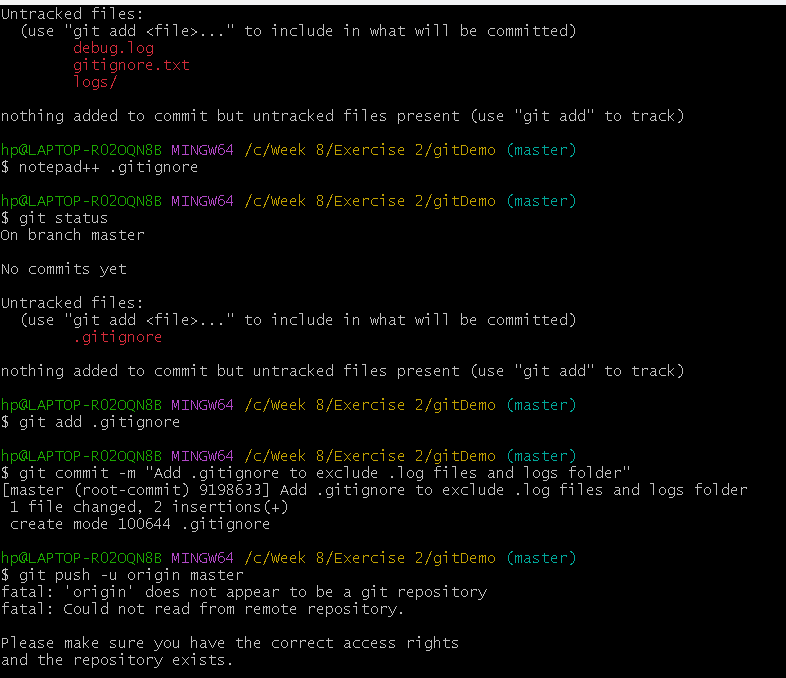 Untracked files:
  (use "git add <file>..." to include in what will be committed)
        debug.log
        gitignore.txt
        logs/
nothing added to commit but untracked files present (use "git add" to track)
hp@LAPTOP-RO2OQN8B MINGW64 /c/Week 8/Exercise 2/gitDemo (master)
$ notepad++ .gitignore
hp@LAPTOP-RO2OQN8B MINGW64 /c/Week 8/Exercise 2/gitDemo (master)
$ git status
On branch master
No commits yet
Untracked files:
  (use "git add <file>..." to include in what will be committed)
        .gitignore
nothing added to commit but untracked files present (use "git add" to track)
hp@LAPTOP-RO2OQN8B MINGW64 /c/Week 8/Exercise 2/gitDemo (master)
$ git add .gitignore
hp@LAPTOP-RO2OQN8B MINGW64 /c/Week 8/Exercise 2/gitDemo (master)
$ git commit -m "Add .gitignore to exclude .log files and logs folder"
[master (root-commit) 9198633] Add .gitignore to exclude .log files and logs folder
 1 file changed, 2 insertions(+)
 create mode 100644 .gitignore
hp@LAPTOP-RO2OQN8B MINGW64 /c/Week 8/Exercise 2/gitDemo (master)
$ git push -u origin master
fatal: 'origin' does not appear to be a git repository
fatal: Could not read from remote repository.
Please make sure you have the correct access rights
and the repository exists.